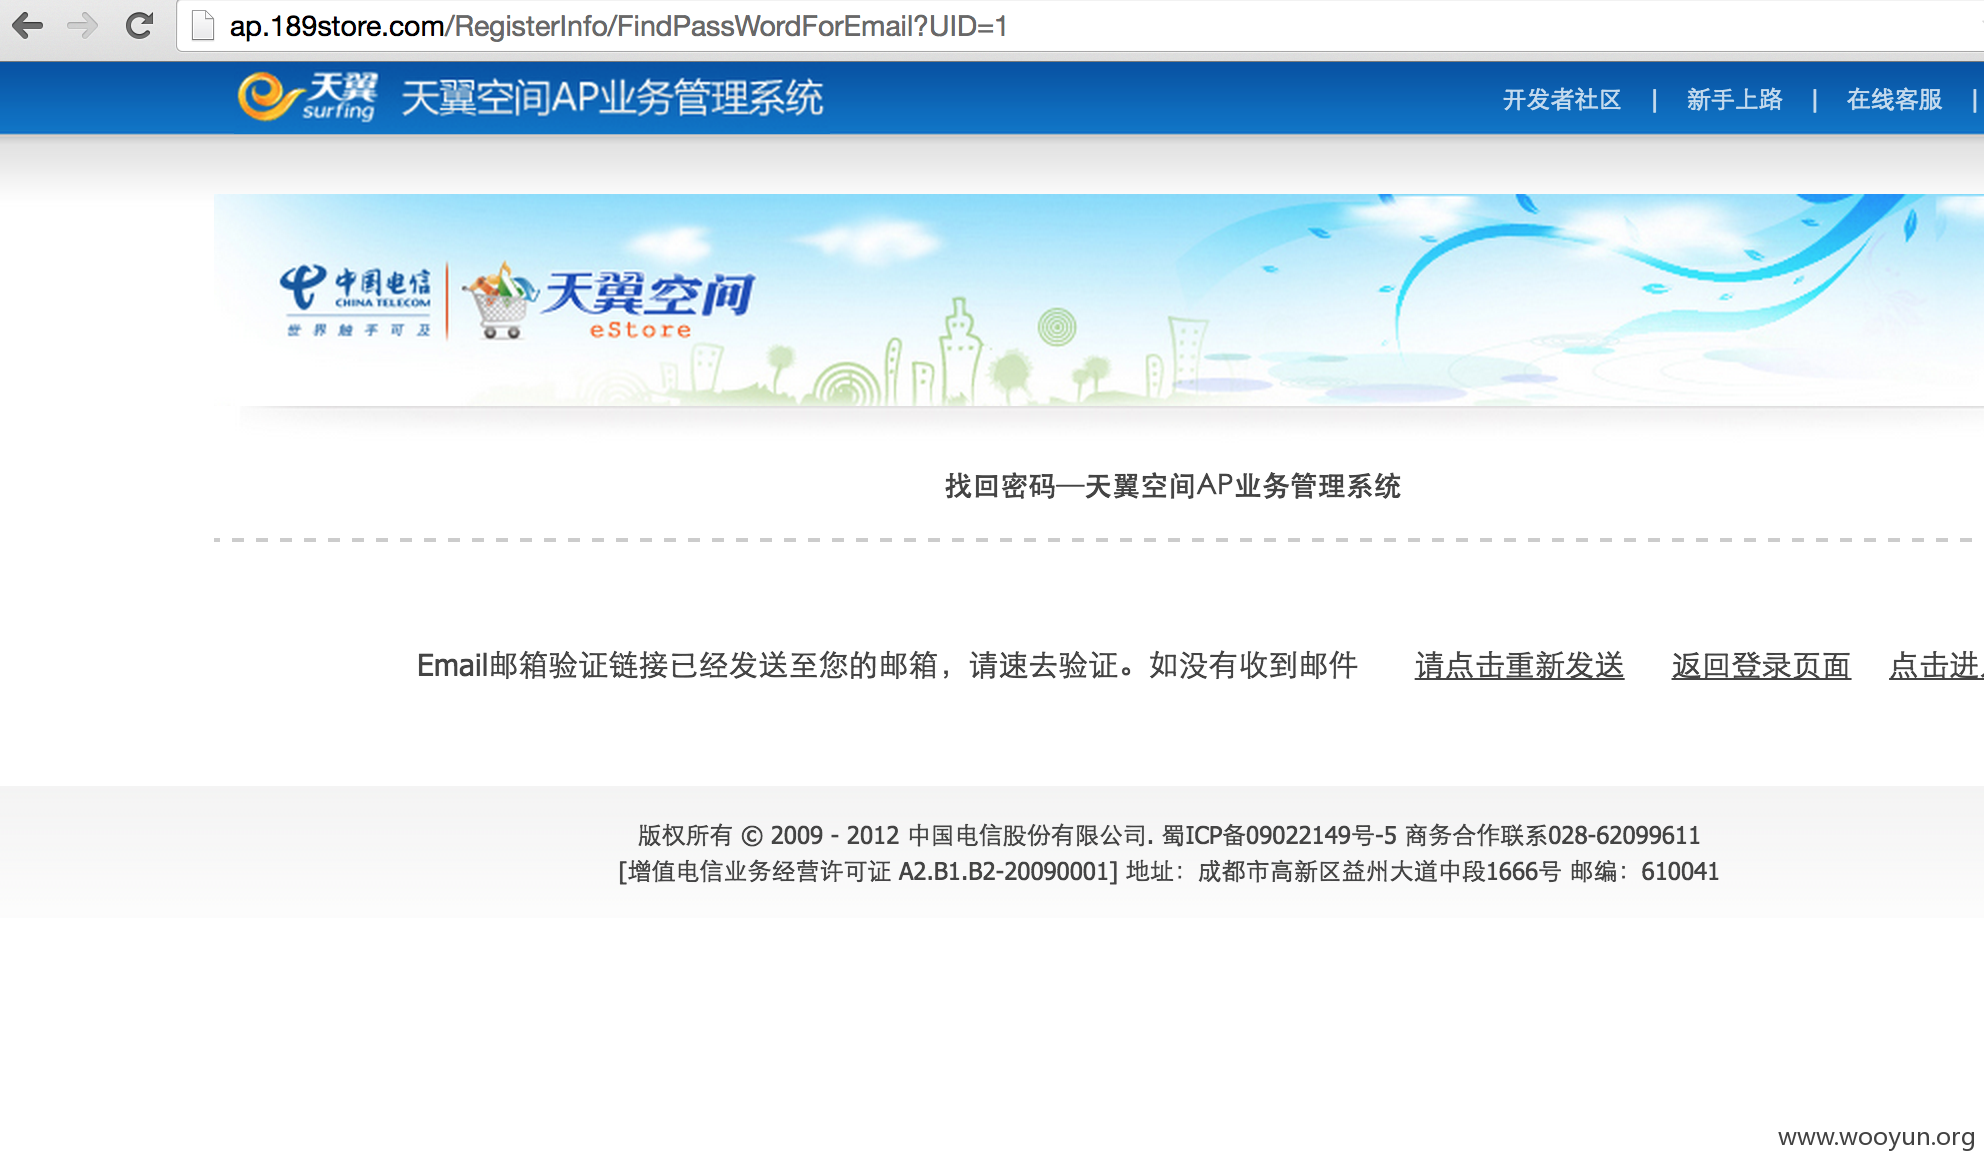 ap.189store.com/RegisterInfo/FindPassWordForEmail?UID=1
天翼 surfing 天翼空间AP业务管理系统 开发者社区 | 新手上路 | 在线客服 |
中国电信 CHINA TELECOM 世界触手可及 天翼空间 eStore
找回密码—天翼空间AP业务管理系统
Email邮箱验证链接已经发送至您的邮箱，请速去验证。如没有收到邮件 请点击重新发送 返回登录页面 点击进
版权所有 © 2009 - 2012 中国电信股份有限公司. 蜀ICP备09022149号-5 商务合作联系028-62099611
[增值电信业务经营许可证 A2.B1.B2-20090001] 地址：成都市高新区益州大道中段1666号 邮编：610041
www.wooyun.org